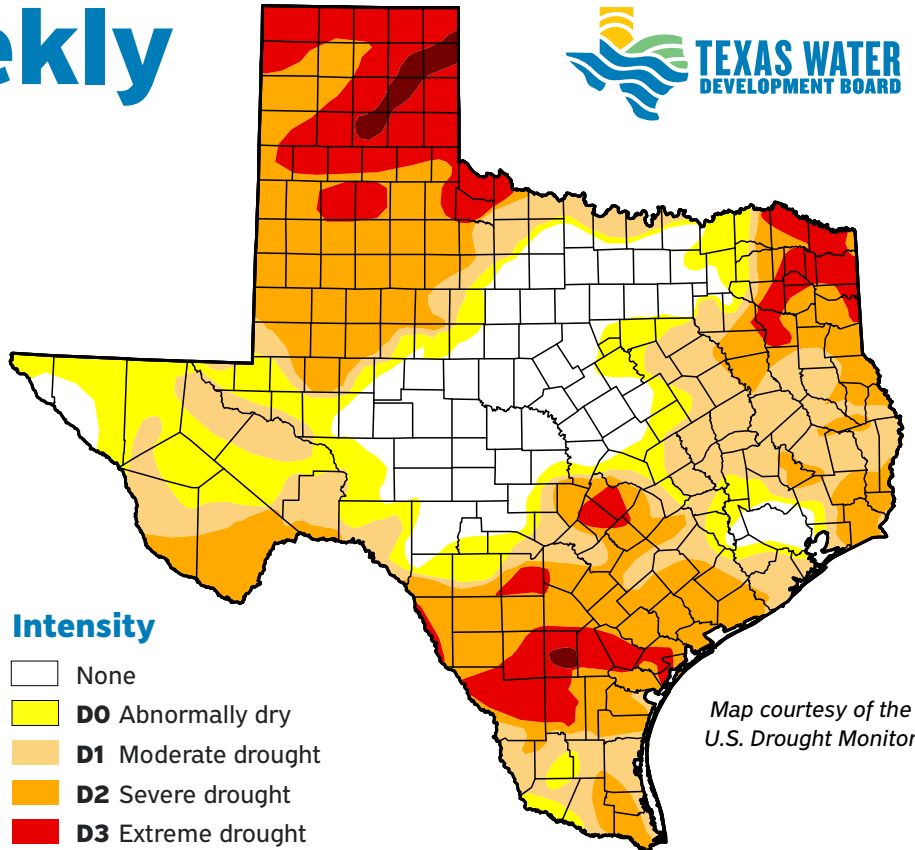 ekly
TEXAS WATER
DEVELOPMENT BOARD
Intensity
None
D0 Abnormally dry
D1 Moderate drought
D2 Severe drought
D3 Extreme drought
Map courtesy of the
U.S. Drought Monitor